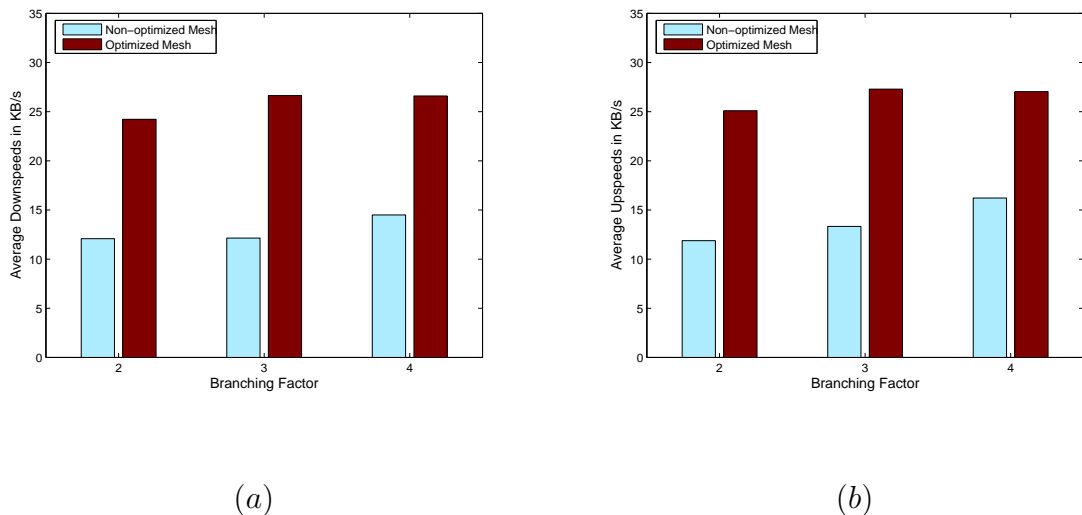 35
30
25
20
15
10
5
0
Average Downspeeds in KB/s
Non−optimized Mesh
Optimized Mesh
2
3
4
Branching Factor
(a)
35
30
25
20
15
10
5
0
Average Upspeeds in KB/s
Non−optimized Mesh
Optimized Mesh
2
3
4
Branching Factor
(b)